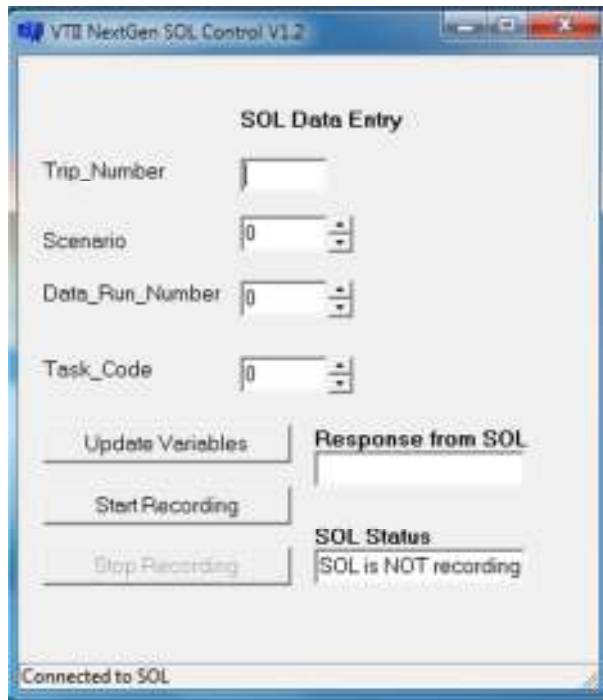 VTTI NextGen SOL Control V1.2
SOL Data Entry
Trip_Number
Scenario 0
Data_Run_Number 0
Task_Code 0
Update Variables
Response from SOL
Start Recording
SOL Status
Stop Recording
SOL is NOT recording
Connected to SOL